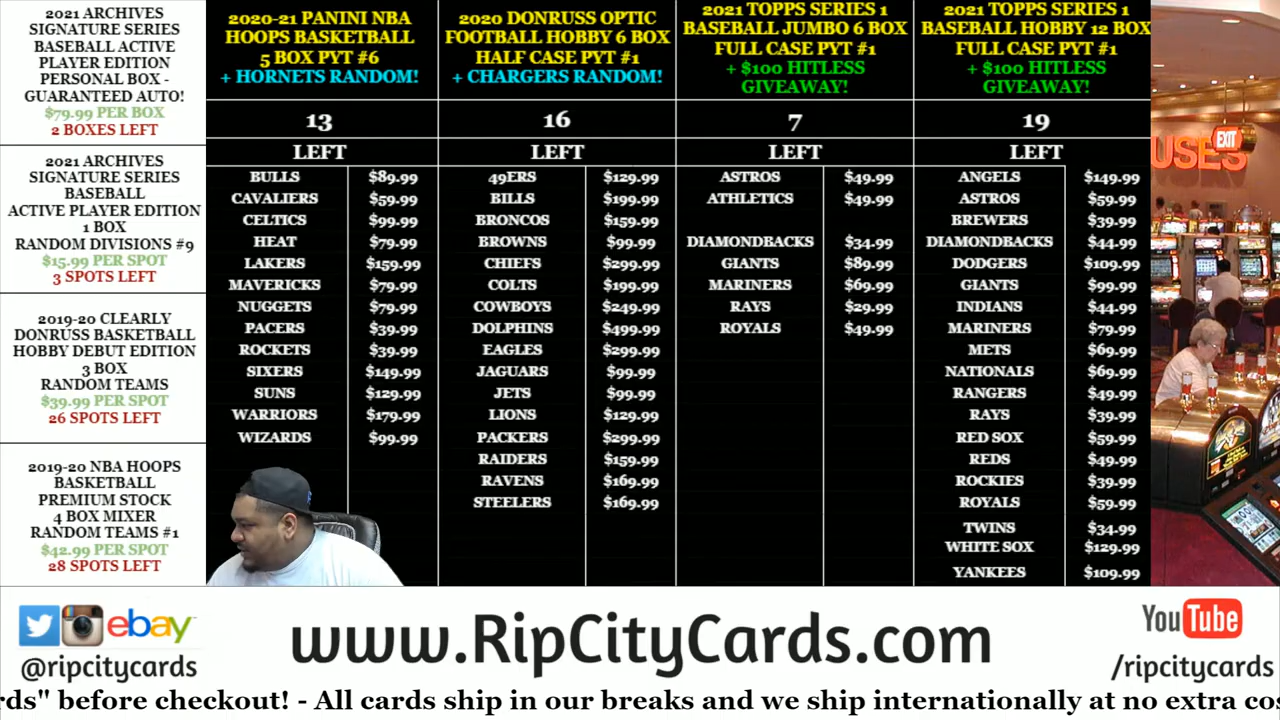 2021 ARCHIVES
SIGNATURE SERIES
BASEBALL ACTIVE
PLAYER EDITION
PERSONAL BOX -
GUARANTEED AUTO!
$79.99 PER BOX
2 BOXES LEFT
2021 ARCHIVES
SIGNATURE SERIES
BASEBALL
ACTIVE PLAYER EDITION
1 BOX
RANDOM DIVISIONS #9
$15.99 PER SPOT
3 SPOTS LEFT
2019-20 CLEARLY
DONRUSS BASKETBALL
HOBBY DEBUT EDITION
3 BOX
RANDOM TEAMS
$39.99 PER SPOT
26 SPOTS LEFT
2019-20 NBA HOOPS
BASKETBALL
PREMIUM STOCK
4 BOX MIXER
RANDOM TEAMS #1
$42.99 PER SPOT
28 SPOTS LEFT
2020-21 PANINI NBA
HOOPS BASKETBALL
5 BOX PYT #6
+ HORNETS RANDOM!
13
LEFT
BULLS $89.99
CAVALIERS $59.99
CELTICS $99.99
HEAT $79.99
LAKERS $159.99
MAVERICKS $79.99
NUGGETS $79.99
PACERS $39.99
ROCKETS $39.99
SIXERS $149.99
SUNS $129.99
WARRIORS $179.99
WIZARDS $99.99
2020 DONRUSS OPTIC
FOOTBALL HOBBY 6 BOX
HALF CASE PYT #1
+ CHARGERS RANDOM!
16
LEFT
49ERS $129.99
BILLS $199.99
BRONCOS $159.99
BROWNS $99.99
CHIEFS $299.99
COLTS $199.99
COWBOYS $249.99
DOLPHINS $499.99
EAGLES $299.99
JAGUARS $99.99
JETS $99.99
LIONS $129.99
PACKERS $299.99
RAIDERS $159.99
RAVENS $169.99
STEELERS $169.99
2021 TOPPS SERIES 1
BASEBALL JUMBO 6 BOX
FULL CASE PYT #1
+ $100 HITLESS
GIVEAWAY!
7
LEFT
ASTROS $49.99
ATHLETICS $49.99
DIAMONDBACKS $34.99
GIANTS $89.99
MARINERS $69.99
RAYS $29.99
ROYALS $49.99
2021 TOPPS SERIES 1
BASEBALL HOBBY 12 BOX
FULL CASE PYT #1
+ $100 HITLESS
GIVEAWAY!
19
LEFT
ANGELS $149.99
ASTROS $59.99
BREWERS $39.99
DIAMONDBACKS $44.99
DODGERS $109.99
GIANTS $99.99
INDIANS $44.99
MARINERS $79.99
METS $69.99
NATIONALS $69.99
RANGERS $49.99
RAYS $39.99
RED SOX $59.99
REDS $49.99
ROCKIES $39.99
ROYALS $59.99
TWINS $34.99
WHITE SOX $129.99
YANKEES $109.99
USES
EXIT
ebay
@ripcitycards
www.RipCityCards.com
YouTube
/ripcitycards
rds" before checkout! - All cards ship in our breaks and we ship internationally at no extra cos